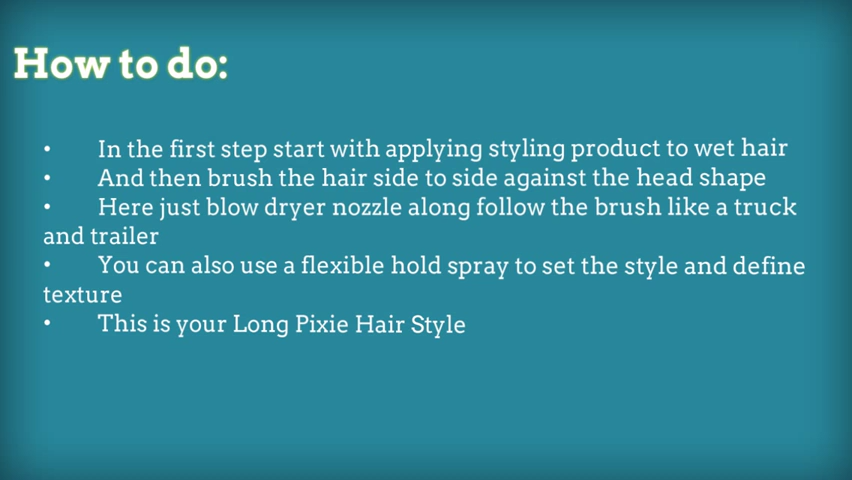 How to do:
• In the first step start with applying styling product to wet hair
• And then brush the hair side to side against the head shape
• Here just blow dryer nozzle along follow the brush like a truck
and trailer
• You can also use a flexible hold spray to set the style and define
texture
• This is your Long Pixie Hair Style